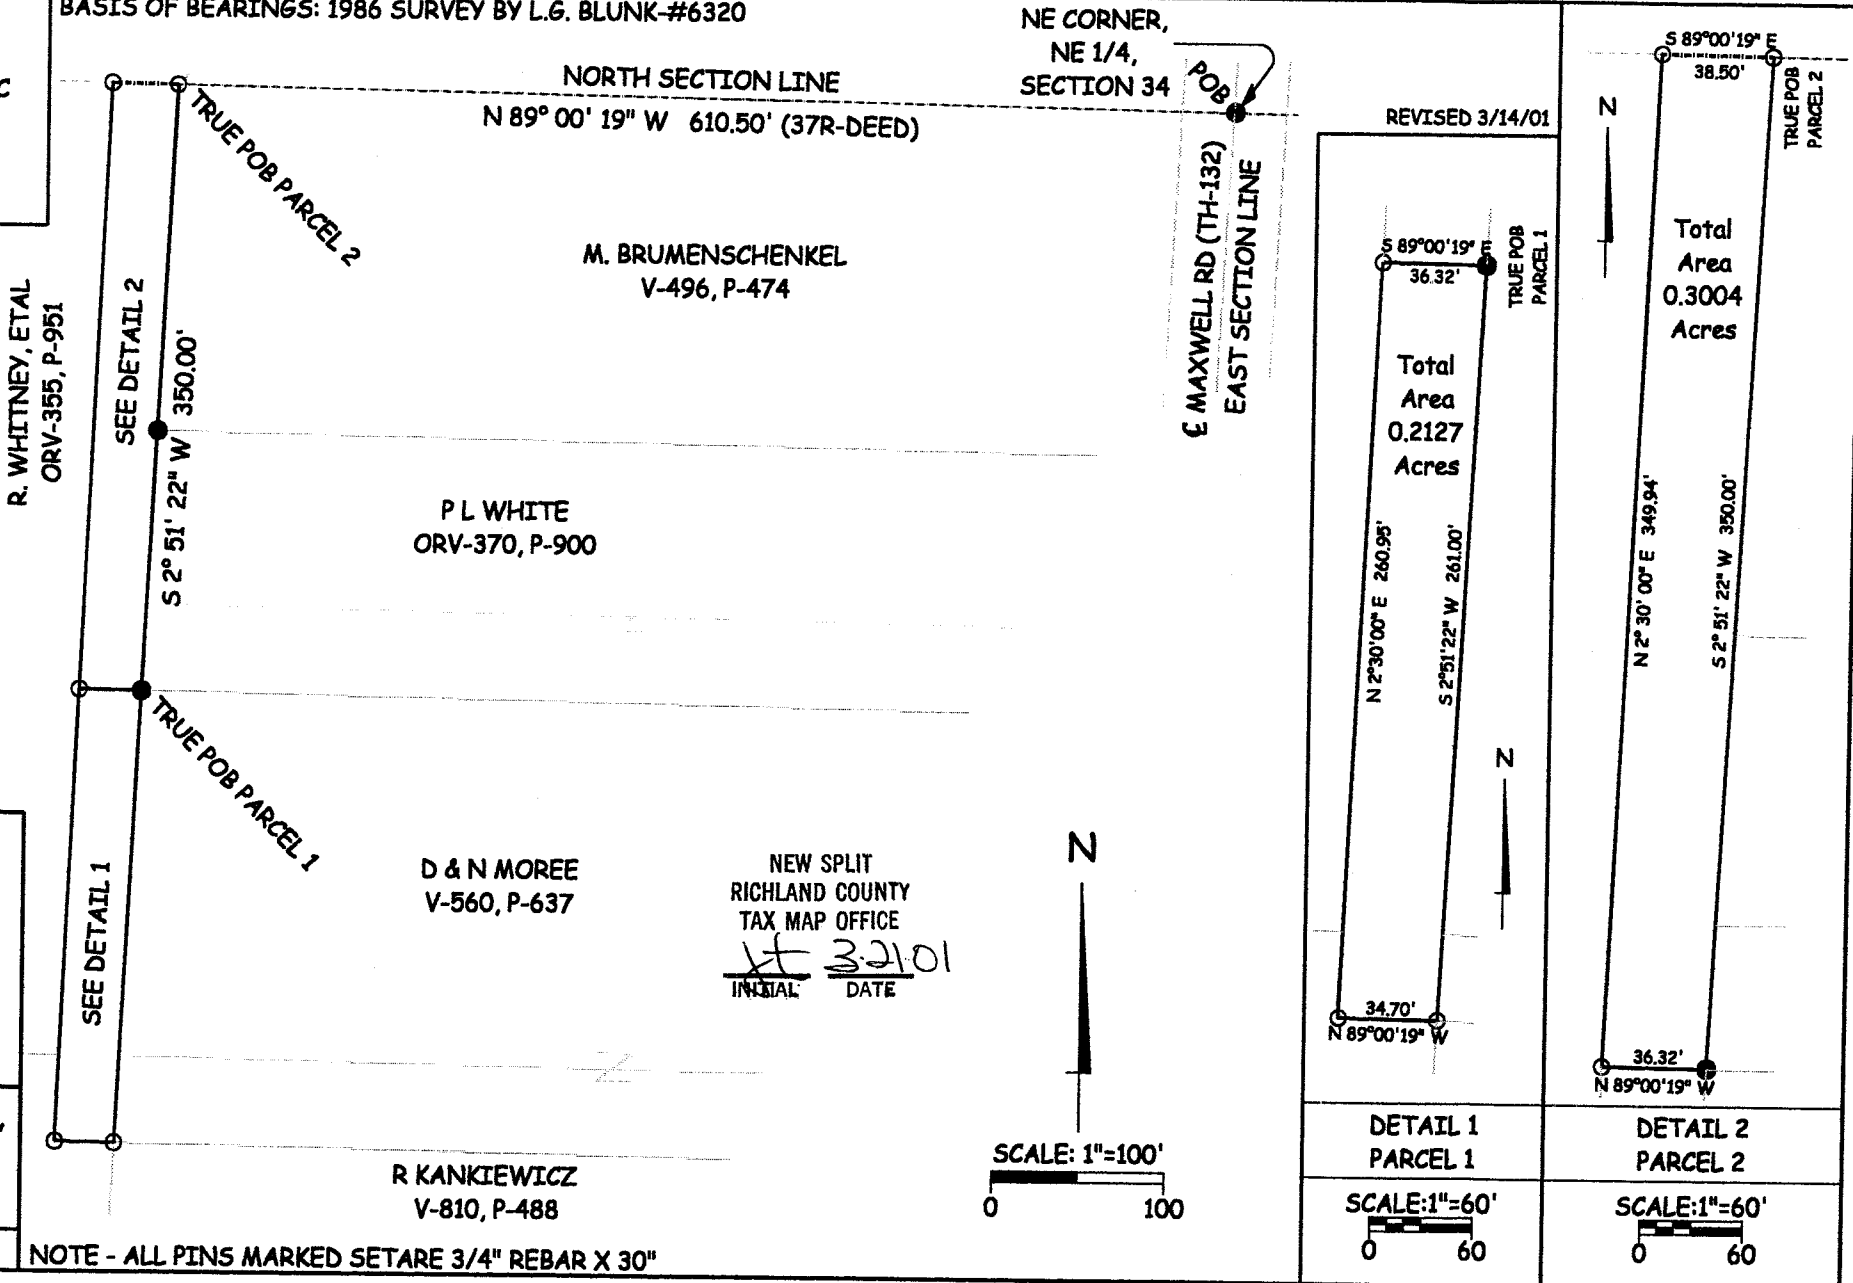 BASIS OF BEARINGS: 1986 SURVEY BY L.G. BLUNK-#6320
NE CORNER,
NE 1/4,
SECTION 34
POB
NORTH SECTION LINE
N 89° 00' 19" W 610.50' (37R-DEED)
TRUE POB PARCEL 2
M. BRUMENSCHENKEL
V-496, P-474
℄ MAXWELL RD (TH-132)
EAST SECTION LINE
R. WHITNEY, ETAL
ORV-355, P-951
SEE DETAIL 2
S 2° 51' 22" W 350.00'
P L WHITE
ORV-370, P-900
TRUE POB PARCEL 1
SEE DETAIL 1
D & N MOREE
V-560, P-637
NEW SPLIT
RICHLAND COUNTY
TAX MAP OFFICE
3-21-01
INITIAL DATE
N
SCALE: 1"=100'
0 100
R KANKIEWICZ
V-810, P-488
NOTE - ALL PINS MARKED SETARE 3/4" REBAR X 30"
REVISED 3/14/01
S 89°00'19" E
36.32'
TRUE POB
PARCEL 1
Total
Area
0.2127
Acres
N 2°30'00" E 260.95'
S 2°51'22" W 261.00'
N
34.70'
N 89°00'19" W
DETAIL 1
PARCEL 1
SCALE:1"=60'
0 60
S 89°00'19" E
38.50'
TRUE POB
PARCEL 2
N
Total
Area
0.3004
Acres
N 2° 30' 00" E 349.94'
S 2° 51' 22" W 350.00'
36.32'
N 89°00'19" W
DETAIL 2
PARCEL 2
SCALE:1"=60'
0 60